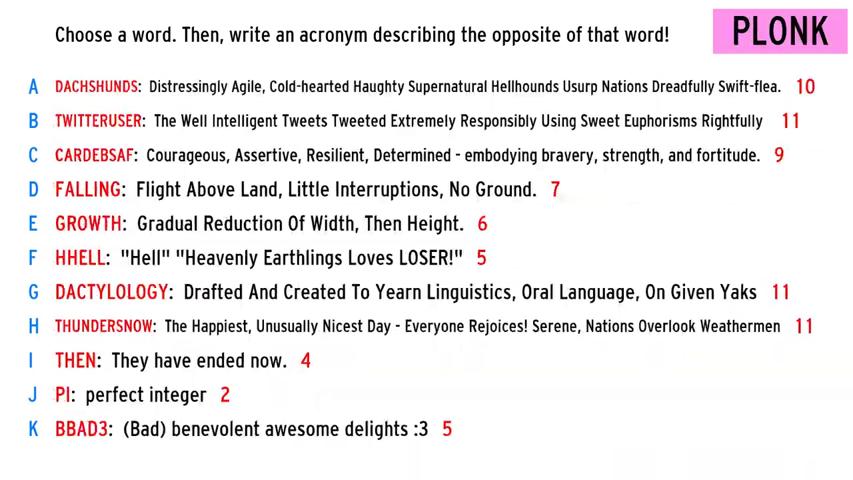 Choose a word. Then, write an acronym describing the opposite of that word!
PLONK
A DACHSHUNDS: Distressingly Agile, Cold-hearted Haughty Supernatural Hellhounds Usurp Nations Dreadfully Swift-flea. 10
B TWITTERUSER: The Well Intelligent Tweets Tweeted Extremely Responsibly Using Sweet Euphorisms Rightfully 11
C CARDEBSAF: Courageous, Assertive, Resilient, Determined - embodying bravery, strength, and fortitude. 9
D FALLING: Flight Above Land, Little Interruptions, No Ground. 7
E GROWTH: Gradual Reduction Of Width, Then Height. 6
F HHELL: "Hell" "Heavenly Earthlings Loves LOSER!" 5
G DACTYLOLOGY: Drafted And Created To Yearn Linguistics, Oral Language, On Given Yaks 11
H THUNDERSNOW: The Happiest, Unusually Nicest Day - Everyone Rejoices! Serene, Nations Overlook Weathermen 11
I THEN: They have ended now. 4
J PI: perfect integer 2
K BBAD3: (Bad) benevolent awesome delights :3 5